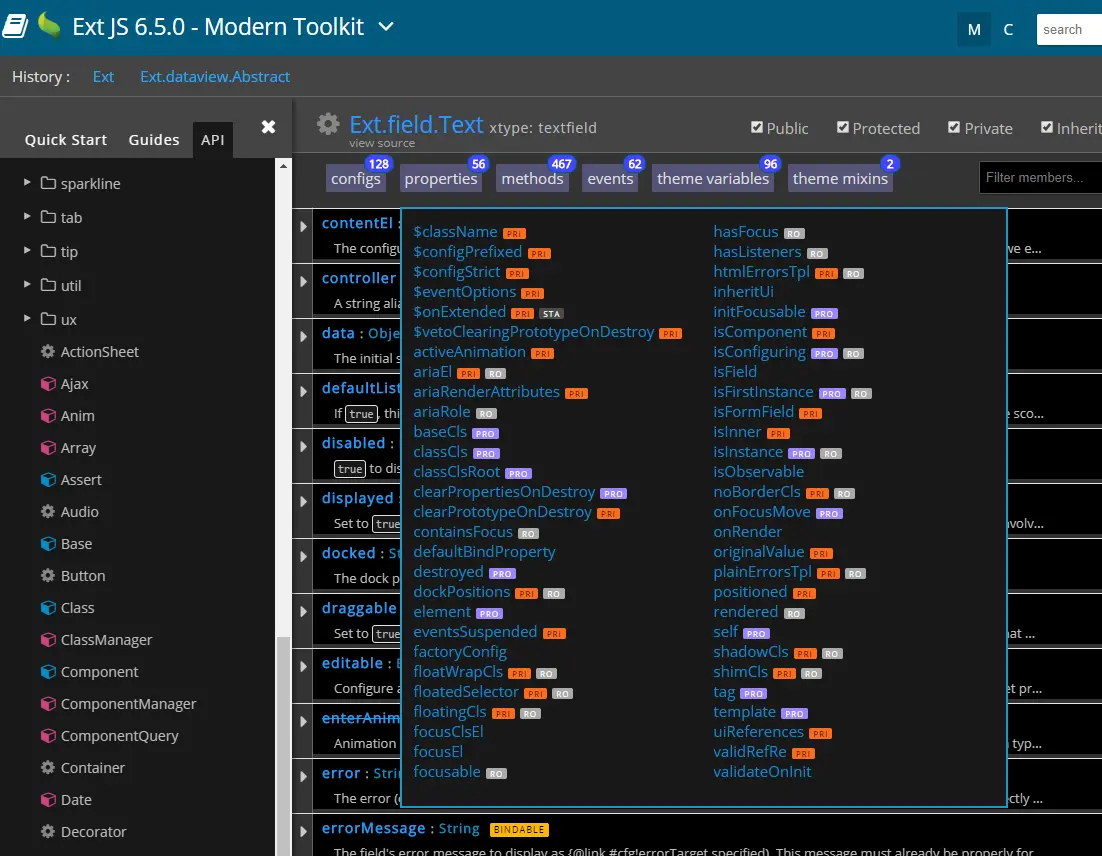 Ext JS 6.5.0 - Modern Toolkit
M C search
History : Ext Ext.dataview.Abstract
Quick Start Guides API
sparkline
tab
tip
util
ux
ActionSheet
Ajax
Anim
Array
Assert
Audio
Base
Button
Class
ClassManager
Component
ComponentManager
ComponentQuery
Container
Date
Decorator
Ext.field.Text xtype: textfield
view source
Public Protected Private Inherit
configs 128 properties 56 methods 467 events 62 theme variables 96 theme mixins 2
Filter members...
contentEl :
The configu
we e...
controller
A string alia
data : Obje
The initial s
defaultList
If true, thi
e sco...
disabled :
true to dis
displayed
Set to true
nvolv...
docked : St
The dock p
draggable
Set to true
hat ...
editable :
Configure a
et pr...
enterAnim
Animation
typ...
error : Strin
The error (
ctly ...
errorMessage : String BINDABLE
The field's error message to display as {@link #cfg!errorTarget specified}. This message must already be properly for
$className PRI
$configPrefixed PRI
$configStrict PRI
$eventOptions PRI
$onExtended PRI STA
$vetoClearingPrototypeOnDestroy PRI
activeAnimation PRI
ariaEl PRI RO
ariaRenderAttributes PRI
ariaRole RO
baseCls PRO
classCls PRO
classClsRoot PRO
clearPropertiesOnDestroy PRO
clearPrototypeOnDestroy PRI
containsFocus RO
defaultBindProperty
destroyed PRO
dockPositions PRI RO
element PRO
eventsSuspended PRI
factoryConfig
floatWrapCls PRI RO
floatedSelector PRI RO
floatingCls PRI RO
focusClsEl
focusEl
focusable RO
hasFocus RO
hasListeners RO
htmlErrorsTpl PRI RO
inheritUi
initFocusable PRO
isComponent PRI
isConfiguring PRO RO
isField
isFirstInstance PRO RO
isFormField PRI
isInner PRI
isInstance PRO RO
isObservable
noBorderCls PRI RO
onFocusMove PRO
onRender
originalValue PRI
plainErrorsTpl PRI RO
positioned PRI
rendered RO
self PRO
shadowCls PRI RO
shimCls PRI RO
tag PRO
template PRO
uiReferences PRI
validRefRe PRI
validateOnInit